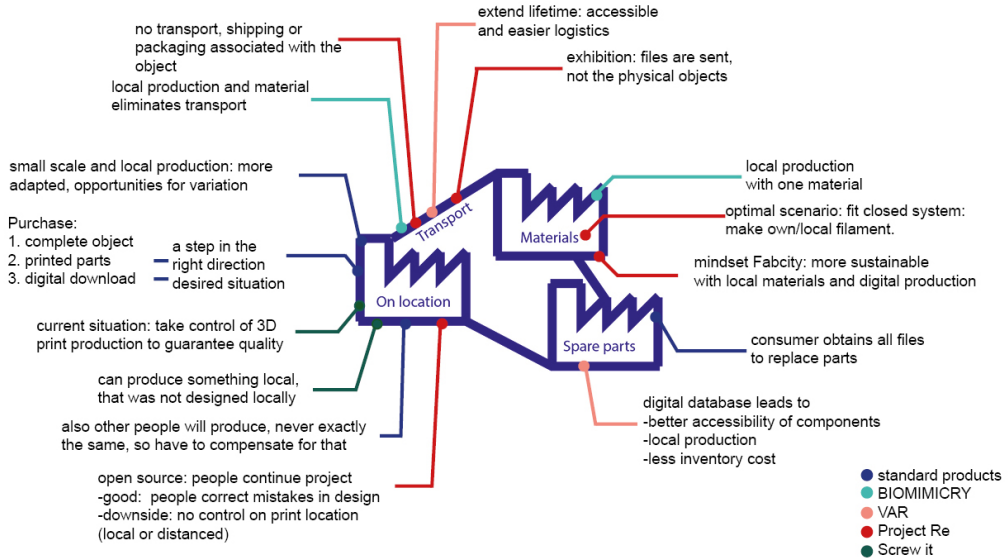 extend lifetime: accessible
and easier logistics
no transport, shipping or
packaging associated with the
object
exhibition: files are sent,
not the physical objects
local production and material
eliminates transport
small scale and local production: more
adapted, opportunities for variation
Purchase:
1. complete object
2. printed parts
3. digital download
a step in the
right direction
desired situation
current situation: take control of 3D
print production to guarantee quality
can produce something local,
that was not designed locally
also other people will produce, never exactly
the same, so have to compensate for that
open source: people continue project
-good:  people correct mistakes in design
-downside: no control on print location
(local or distanced)
Transport
On location
Materials
Spare parts
local production
with one material
optimal scenario: fit closed system:
make own/local filament.
mindset Fabcity: more sustainable
with local materials and digital production
consumer obtains all files
to replace parts
digital database leads to
-better accessibility of components
-local production
-less inventory cost
standard products
BIOMIMICRY
VAR
Project Re
Screw it